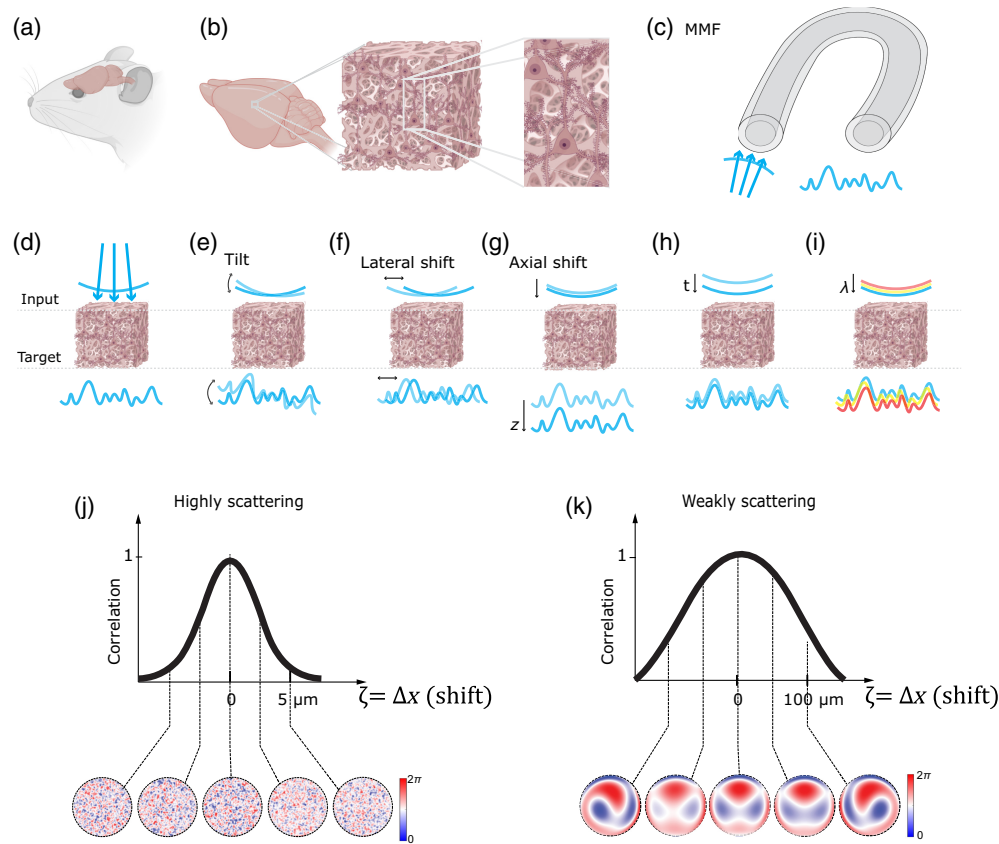 (a)
(b)
(c) MMF
(d)
(e)
(f)
(g)
(h)
(i)
Tilt
Lateral shift
Axial shift
t
λ
Input
Target
z
(j) Highly scattering
(k) Weakly scattering
1
Correlation
0
5 μm
ζ= Δx (shift)
1
Correlation
0
100 μm
ζ= Δx (shift)
2π
0
2π
0